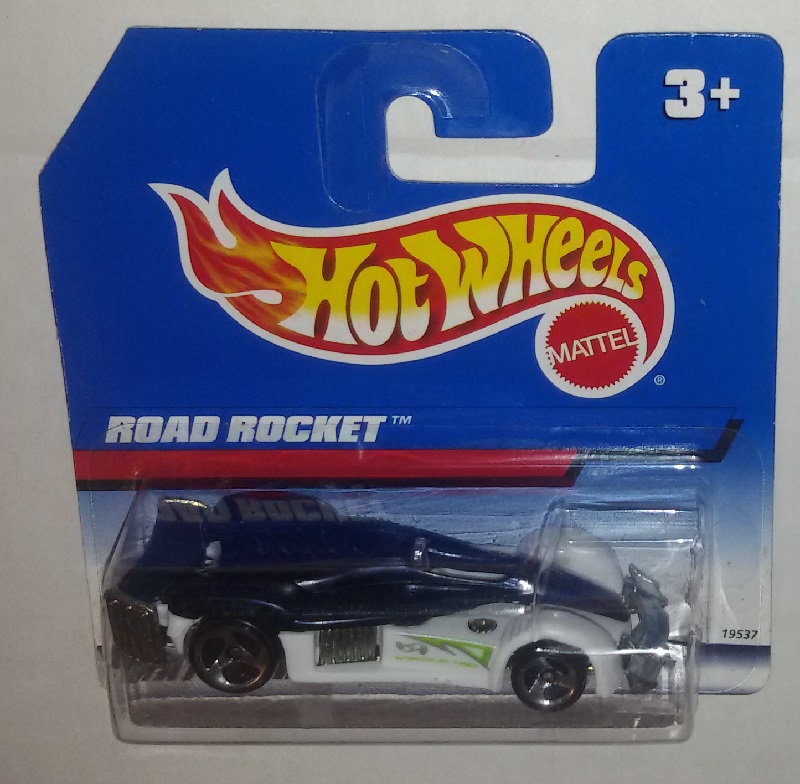 3+
HOT WHEELS
MATTEL
®
ROAD ROCKET™
19537